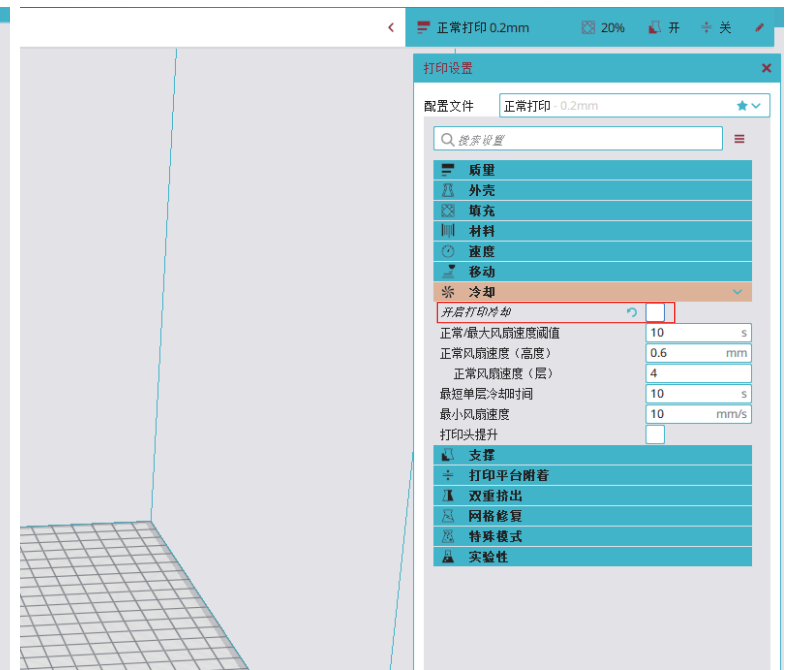 正常打印 0.2mm 20% 开 关
打印设置
配置文件 正常打印 - 0.2mm
搜索设置
质量
外壳
填充
材料
速度
移动
冷却
开启打印冷却
正常/最大风扇速度阈值 10 s
正常风扇速度（高度） 0.6 mm
正常风扇速度（层） 4
最短单层冷却时间 10 s
最小风扇速度 10 mm/s
打印头提升
支撑
打印平台附着
双重挤出
网格修复
特殊模式
实验性